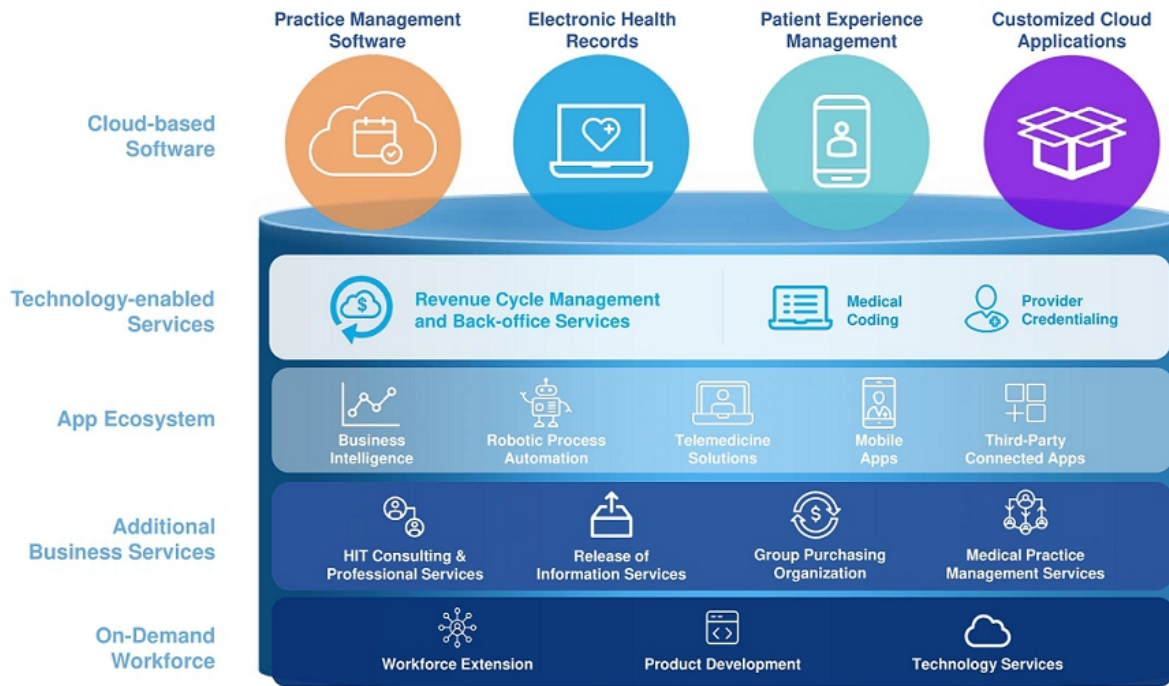 Practice Management
Software
Electronic Health
Records
Patient Experience
Management
Customized Cloud
Applications
Cloud-based
Software
Technology-enabled
Services
$
Revenue Cycle Management
and Back-office Services
Medical
Coding
Provider
Credentialing
App Ecosystem
Business
Intelligence
Robotic Process
Automation
Telemedicine
Solutions
Mobile
Apps
Third-Party
Connected Apps
Additional
Business Services
HIT Consulting &
Professional Services
Release of
Information Services
$
Group Purchasing
Organization
Medical Practice
Management Services
On-Demand
Workforce
Workforce Extension
Product Development
Technology Services